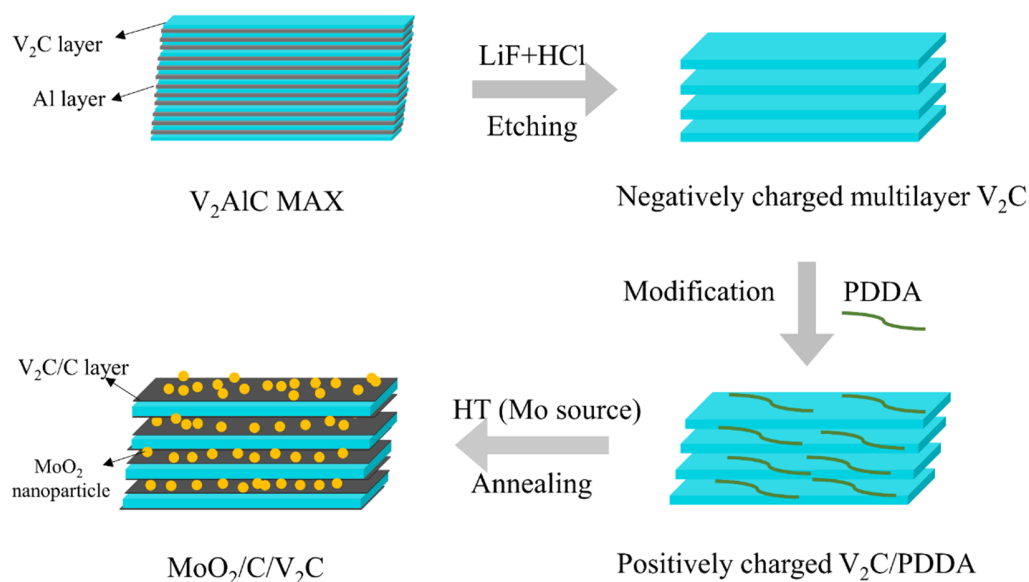 V₂C layer
Al layer
V₂AlC MAX
LiF+HCl
Etching
Negatively charged multilayer V₂C
Modification
PDDA
Positively charged V₂C/PDDA
HT (Mo source)
Annealing
V₂C/C layer
MoO₂
nanoparticle
MoO₂/C/V₂C